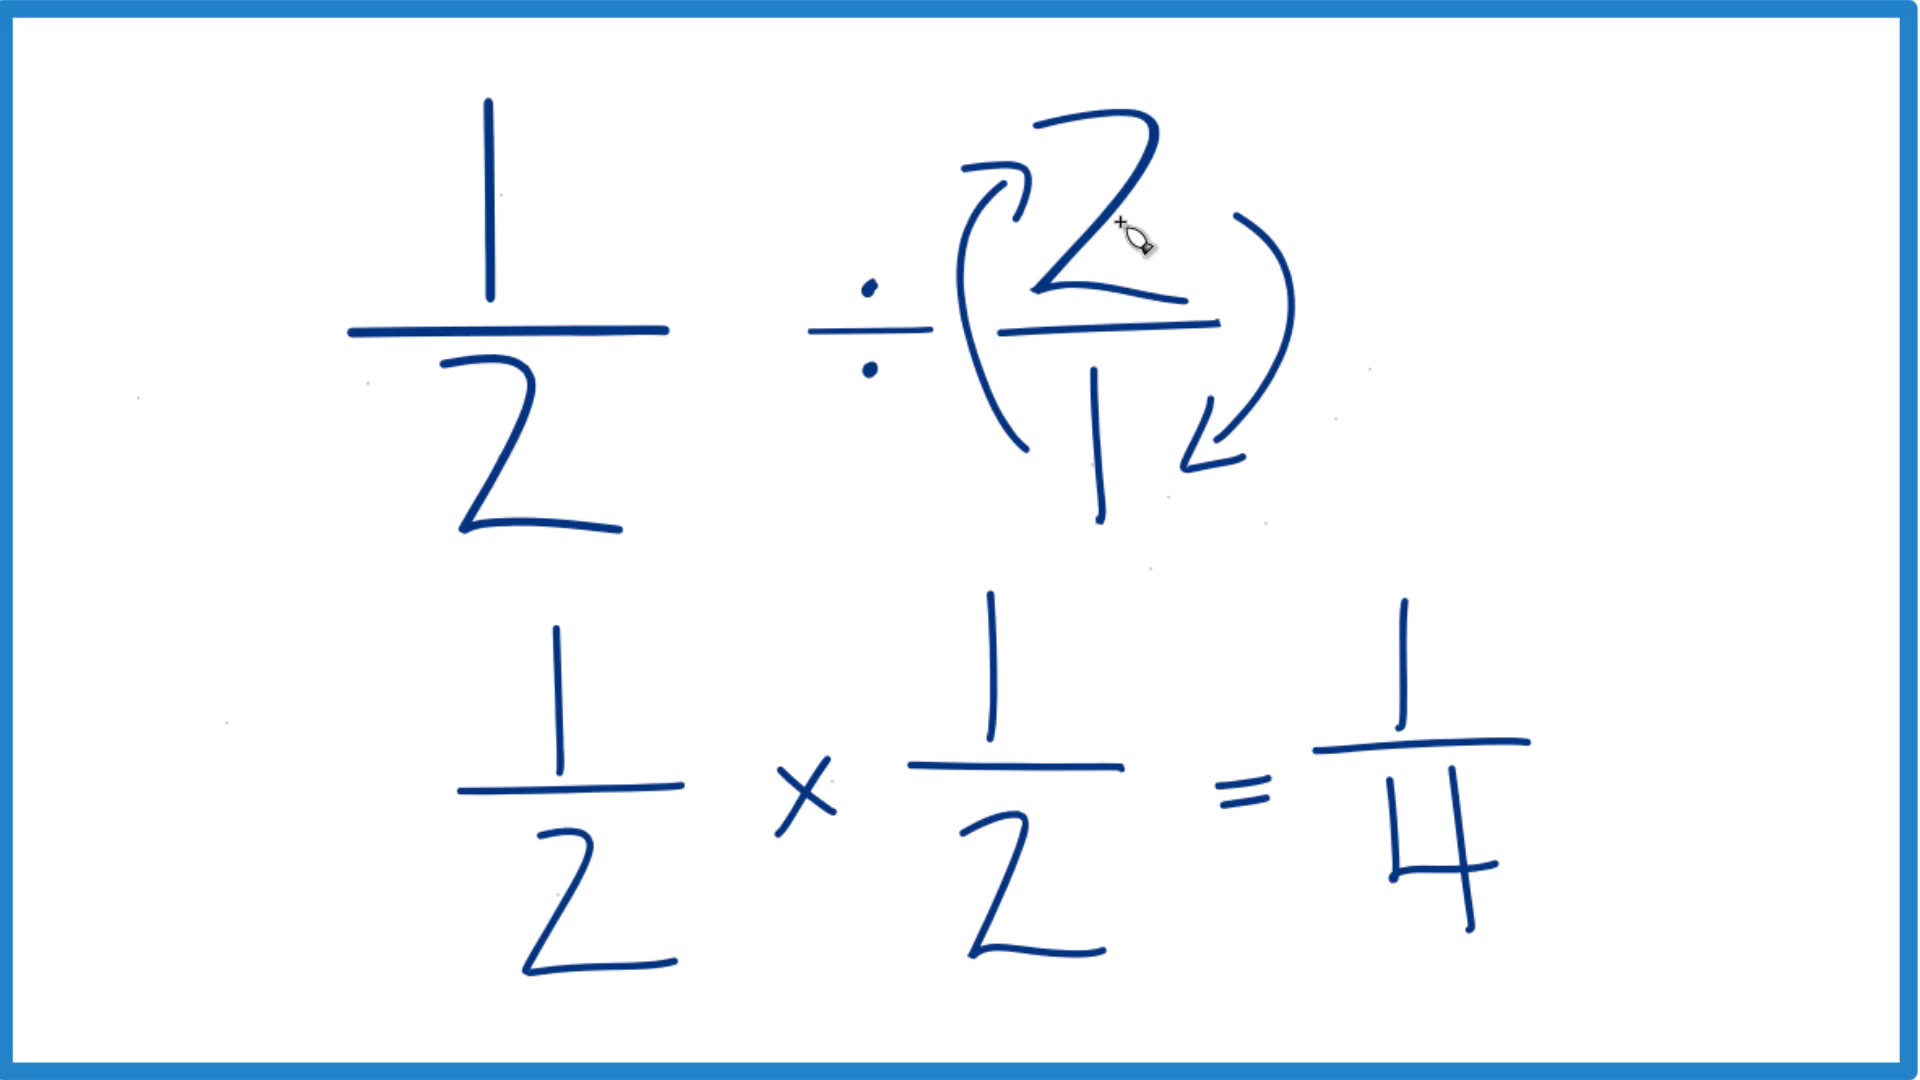 1/2 ÷ 2/1
1/2 × 1/2 = 1/4